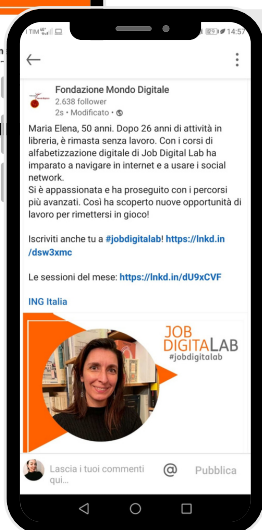 TIM
14:57
Fondazione Mondo Digitale
2.638 follower
2s • Modificato •
Maria Elena, 50 anni. Dopo 26 anni di attività in
libreria, è rimasta senza lavoro. Con i corsi di
alfabetizzazione digitale di Job Digital Lab ha
imparato a navigare in internet e a usare i social
network.
Si è appassionata e ha proseguito con i percorsi
più avanzati. Così ha scoperto nuove opportunità di
lavoro per rimettersi in gioco!
Iscriviti anche tu a #jobdigitalab! https://lnkd.in
/dsw3xmc
Le sessioni del mese: https://lnkd.in/dU9xCVF
ING Italia
JOB
DIGITALAB
#jobdigitalab
Lascia i tuoi commenti
qui...
@
Pubblica